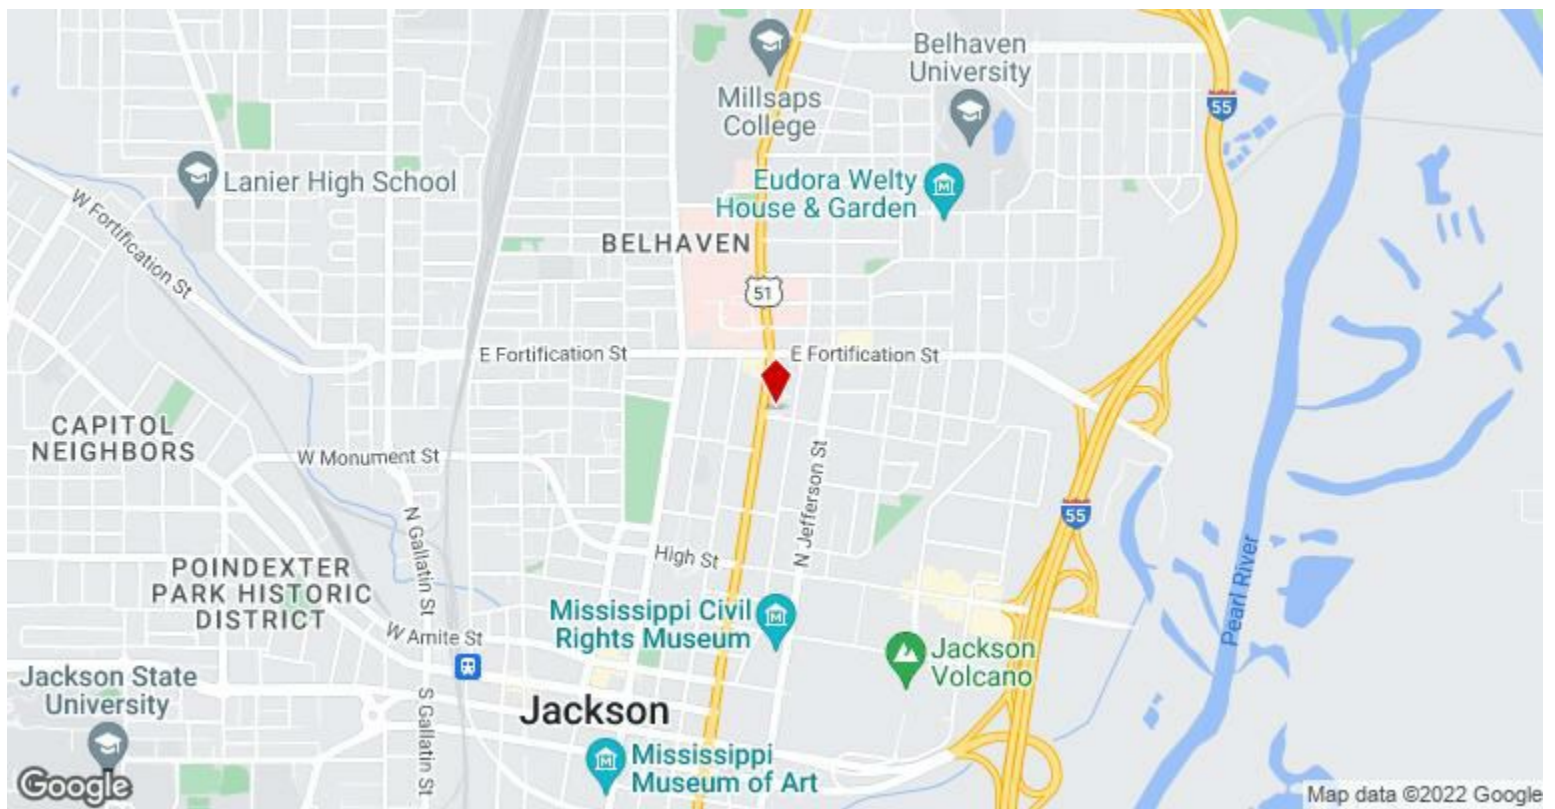 Belhaven
University
55
Millsaps
College
Lanier High School
Eudora Welty
House & Garden
W Fortification St
BELHAVEN
51
E Fortification St
E Fortification St
CAPITOL
NEIGHBORS
W Monument St
N Jefferson St
55
N Gallatin St
High St
POINDEXTER
PARK HISTORIC
DISTRICT
Pearl River
Mississippi Civil
Rights Museum
W Amite St
Jackson
Volcano
Jackson State
University
S Gallatin St
Jackson
Mississippi
Museum of Art
Google
Map data ©2022 Google